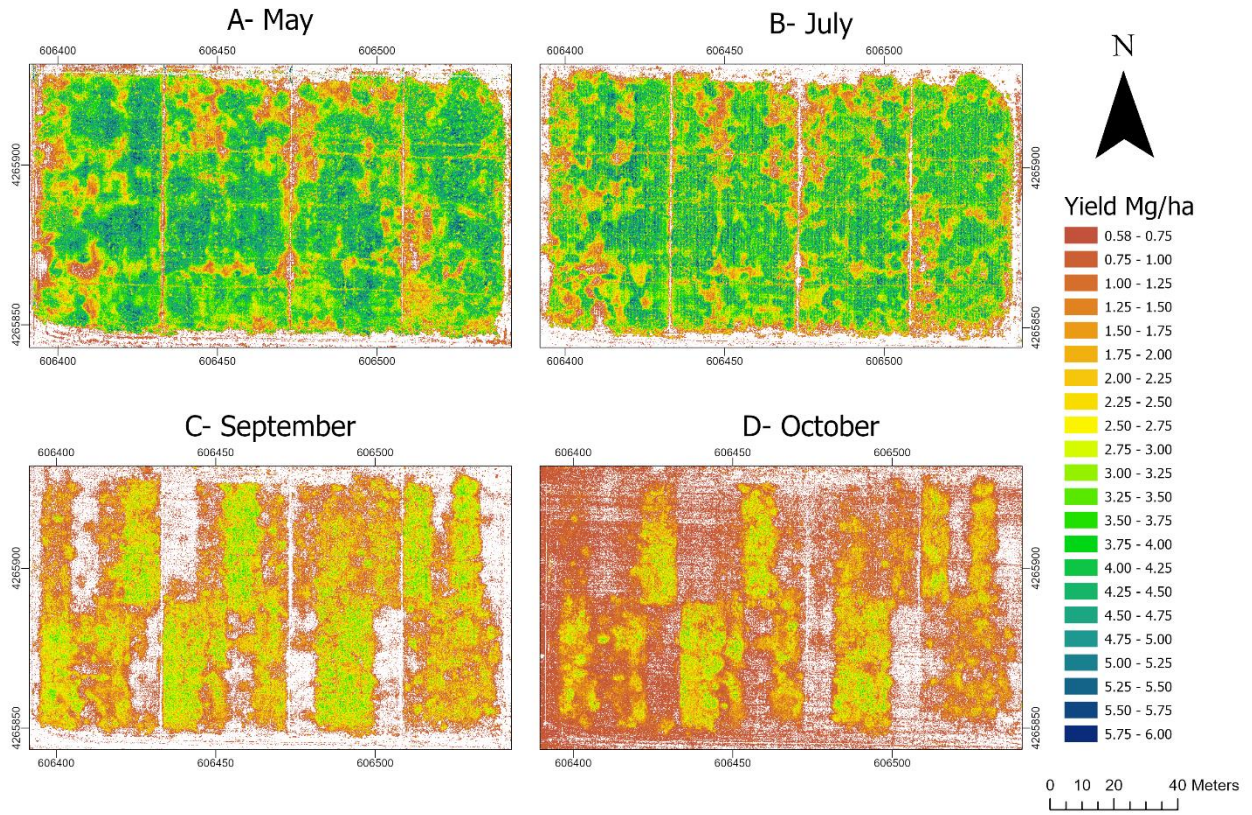 A- May
B- July
N
606400 606450 606500
606400 606450 606500
4265900
4265850
4265900
4265850
606400 606450 606500
606400 606450 606500
C- September
D- October
606400 606450 606500
606400 606450 606500
4265900
4265850
4265900
4265850
606400 606450 606500
606400 606450 606500
Yield Mg/ha
0.58 - 0.75
0.75 - 1.00
1.00 - 1.25
1.25 - 1.50
1.50 - 1.75
1.75 - 2.00
2.00 - 2.25
2.25 - 2.50
2.50 - 2.75
2.75 - 3.00
3.00 - 3.25
3.25 - 3.50
3.50 - 3.75
3.75 - 4.00
4.00 - 4.25
4.25 - 4.50
4.50 - 4.75
4.75 - 5.00
5.00 - 5.25
5.25 - 5.50
5.50 - 5.75
5.75 - 6.00
0 10 20 40 Meters